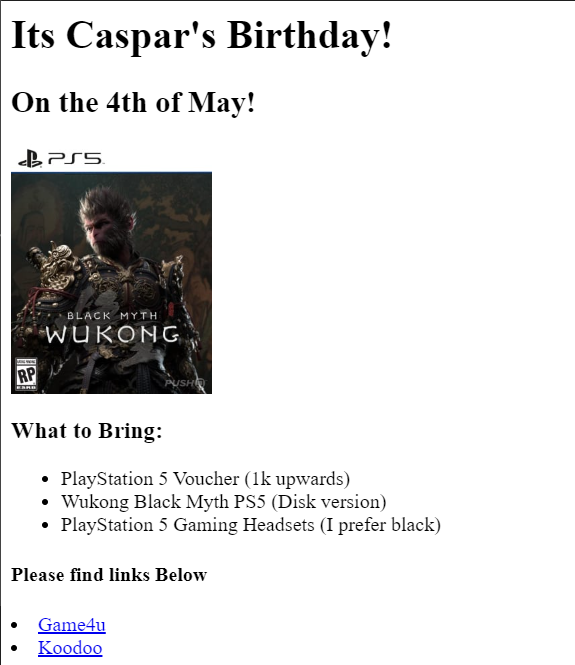 Its Caspar's Birthday!
On the 4th of May!
PS5
BLACK MYTH
WUKONG
RP
ESRB
PUSH
What to Bring:
PlayStation 5 Voucher (1k upwards)
Wukong Black Myth PS5 (Disk version)
PlayStation 5 Gaming Headsets (I prefer black)
Please find links Below
Game4u
Koodoo